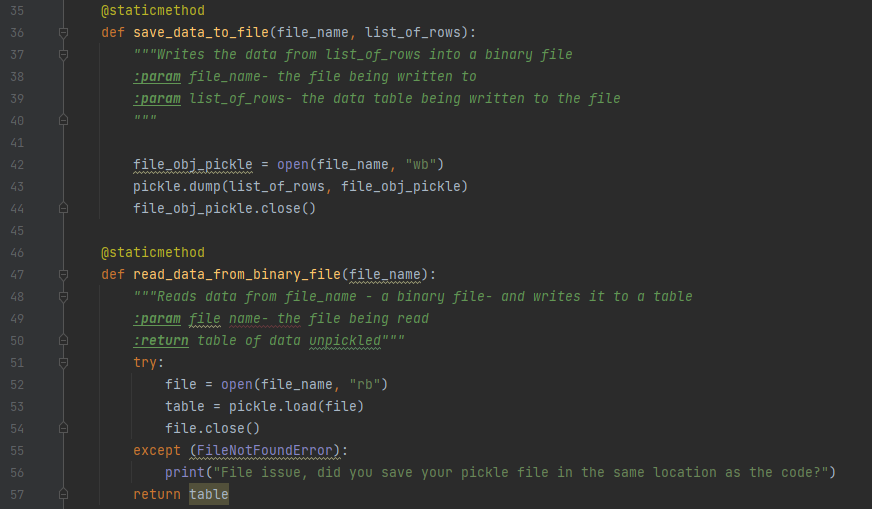 35 @staticmethod
36 def save_data_to_file(file_name, list_of_rows):
37 """Writes the data from list_of_rows into a binary file
38 :param file_name- the file being written to
39 :param list_of_rows- the data table being written to the file
40 """
41
42 file_obj_pickle = open(file_name, "wb")
43 pickle.dump(list_of_rows, file_obj_pickle)
44 file_obj_pickle.close()
45
46 @staticmethod
47 def read_data_from_binary_file(file_name):
48 """Reads data from file_name - a binary file- and writes it to a table
49 :param file name- the file being read
50 :return table of data unpickled"""
51 try:
52 file = open(file_name, "rb")
53 table = pickle.load(file)
54 file.close()
55 except (FileNotFoundError):
56 print("File issue, did you save your pickle file in the same location as the code?")
57 return table